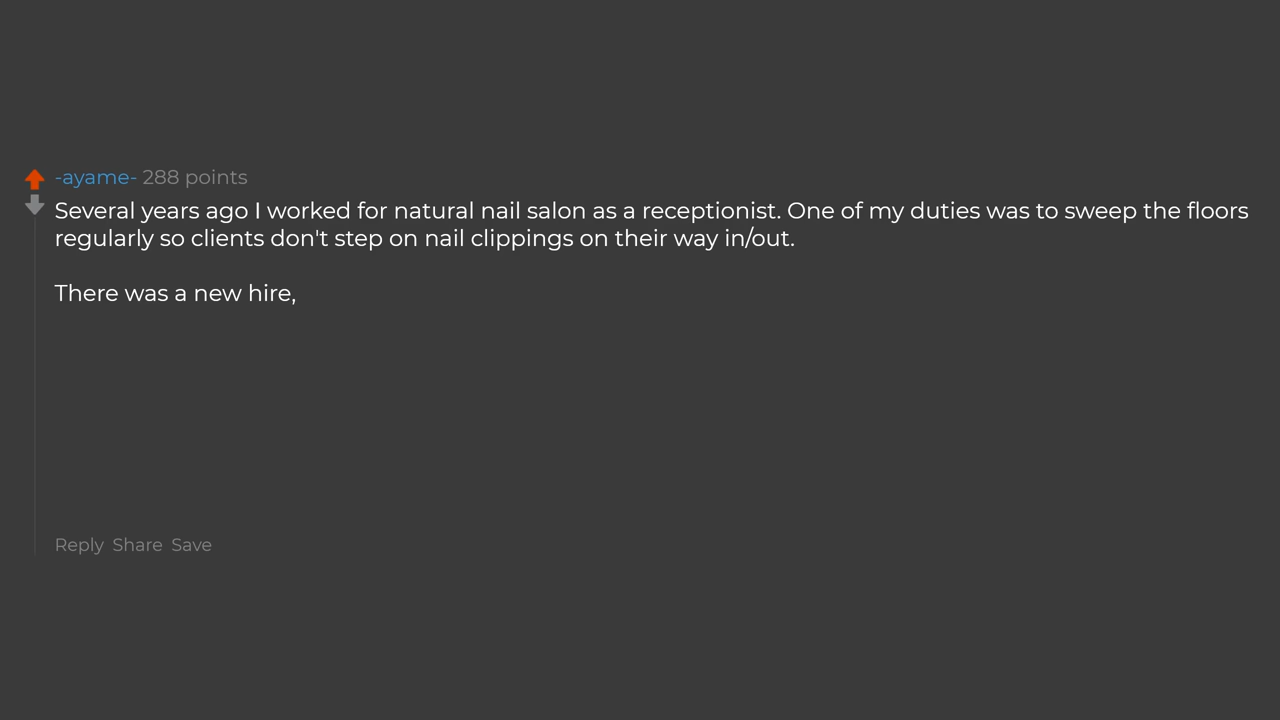 -ayame- 288 points
Several years ago I worked for natural nail salon as a receptionist. One of my duties was to sweep the floors
regularly so clients don't step on nail clippings on their way in/out.
There was a new hire,
Reply Share Save